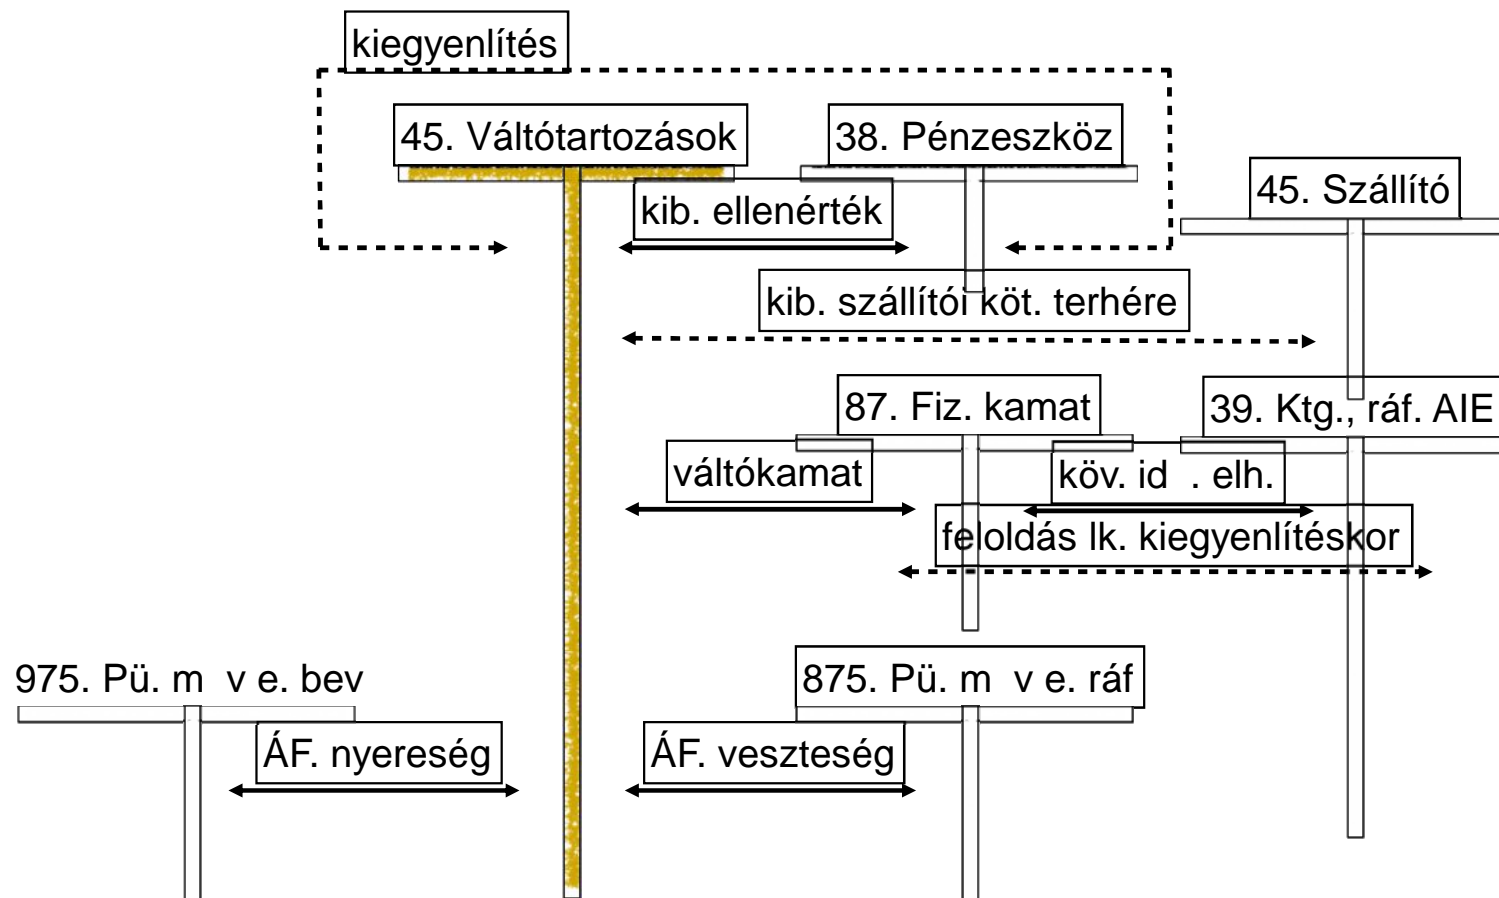 kiegyenlítés
45. Váltótartozások
38. Pénzeszköz
45. Szállító
kib. ellenérték
kib. szállítói köt. terhére
87. Fiz. kamat
39. Ktg., ráf. AIE
váltókamat
köv. id . elh.
feloldás lk. kiegyenlítéskor
975. Pü. m v e. bev
875. Pü. m v e. ráf
ÁF. nyereség
ÁF. veszteség